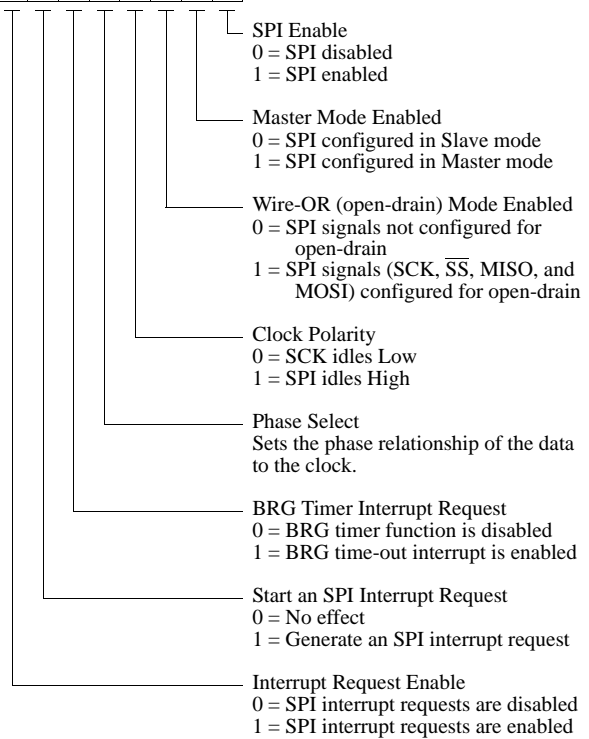 SPI Enable
0 = SPI disabled
1 = SPI enabled
Master Mode Enabled
0 = SPI configured in Slave mode
1 = SPI configured in Master mode
Wire-OR (open-drain) Mode Enabled
0 = SPI signals not configured for
open-drain
1 = SPI signals (SCK, S̅S̅, MISO, and
MOSI) configured for open-drain
Clock Polarity
0 = SCK idles Low
1 = SPI idles High
Phase Select
Sets the phase relationship of the data
to the clock.
BRG Timer Interrupt Request
0 = BRG timer function is disabled
1 = BRG time-out interrupt is enabled
Start an SPI Interrupt Request
0 = No effect
1 = Generate an SPI interrupt request
Interrupt Request Enable
0 = SPI interrupt requests are disabled
1 = SPI interrupt requests are enabled